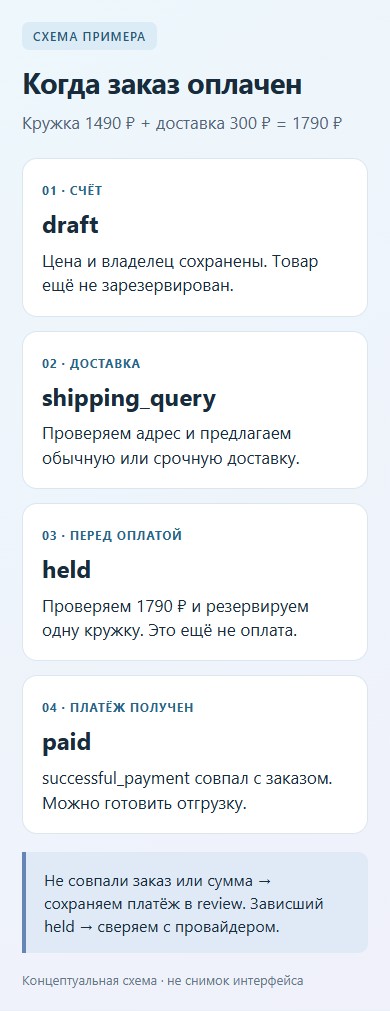 СХЕМА ПРИМЕРА
Когда заказ оплачен
Кружка 1490 ₽ + доставка 300 ₽ = 1790 ₽
01 · СЧЁТ
draft
Цена и владелец сохранены. Товар
ещё не зарезервирован.
02 · ДОСТАВКА
shipping_query
Проверяем адрес и предлагаем
обычную или срочную доставку.
03 · ПЕРЕД ОПЛАТОЙ
held
Проверяем 1790 ₽ и резервируем
одну кружку. Это ещё не оплата.
04 · ПЛАТЁЖ ПОЛУЧЕН
paid
successful_payment совпал с заказом.
Можно готовить отгрузку.
Не совпали заказ или сумма →
сохраняем платёж в review. Зависший
held → сверяем с провайдером.
Концептуальная схема · не снимок интерфейса